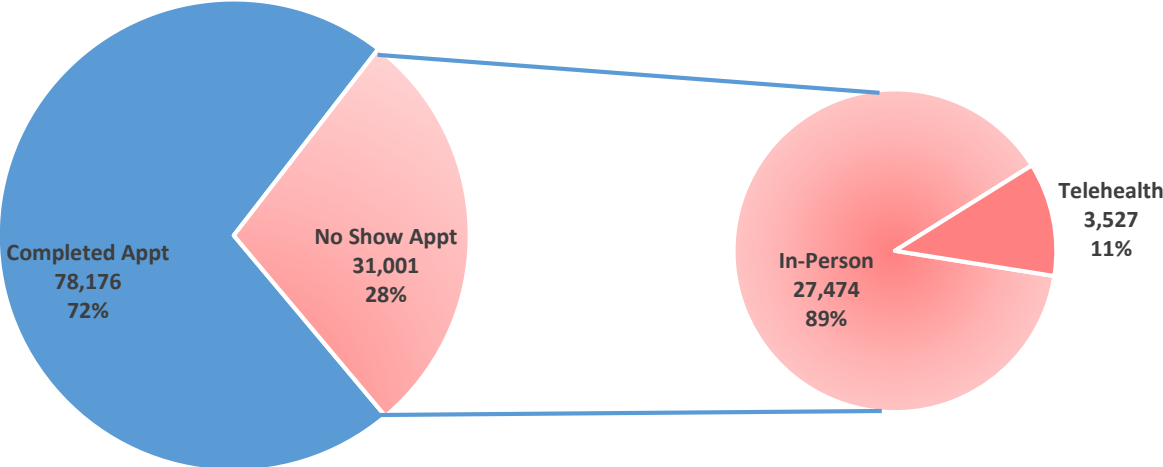 Completed Appt
78,176
72%
No Show Appt
31,001
28%
In-Person
27,474
89%
Telehealth
3,527
11%